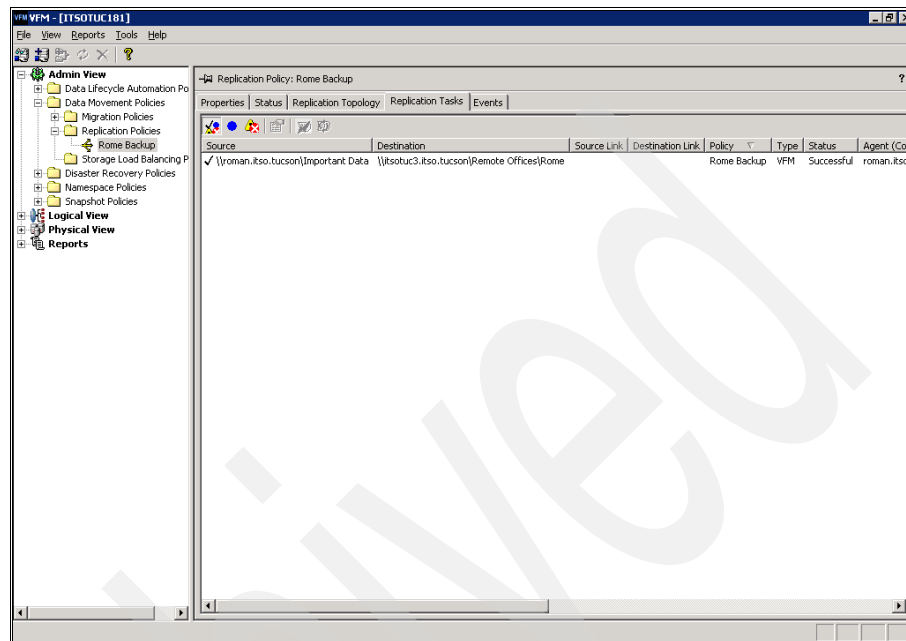 VFM VFM - [ITSOTUC181]
File View Reports Tools Help
Admin View
Data Lifecycle Automation Po
Data Movement Policies
Migration Policies
Replication Policies
Rome Backup
Storage Load Balancing P
Disaster Recovery Policies
Namespace Policies
Snapshot Policies
Logical View
Physical View
Reports
Replication Policy: Rome Backup ?
Properties Status Replication Topology Replication Tasks Events
Source Destination Source Link Destination Link Policy Type Status Agent (Co
\\roman.itso.tucson\Important Data \\itsotuc3.itso.tucson\Remote Offices\Rome Rome Backup VFM Successful roman.itso
hived